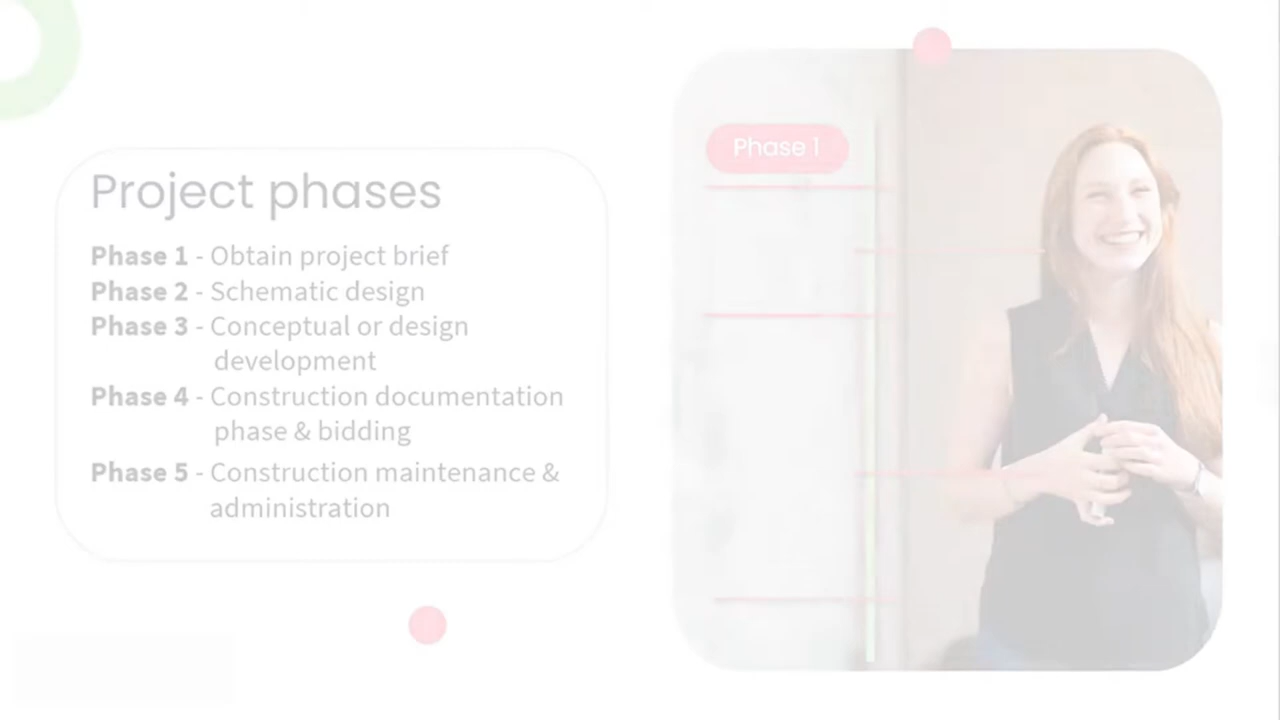 Project phases
Phase 1 - Obtain project brief
Phase 2 - Schematic design
Phase 3 - Conceptual or design
development
Phase 4 - Construction documentation
phase & bidding
Phase 5 - Construction maintenance &
administration
Phase 1